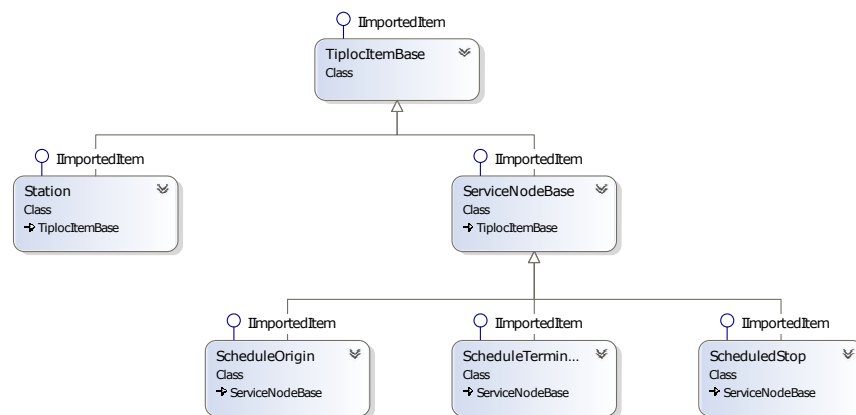 IImportedItem
TiplocItemBase
Class
IImportedItem
IImportedItem
Station
Class
TiplocItemBase
ServiceNodeBase
Class
TiplocItemBase
IImportedItem
IImportedItem
IImportedItem
ScheduleOrigin
Class
ServiceNodeBase
ScheduleTermin...
Class
ServiceNodeBase
ScheduledStop
Class
ServiceNodeBase